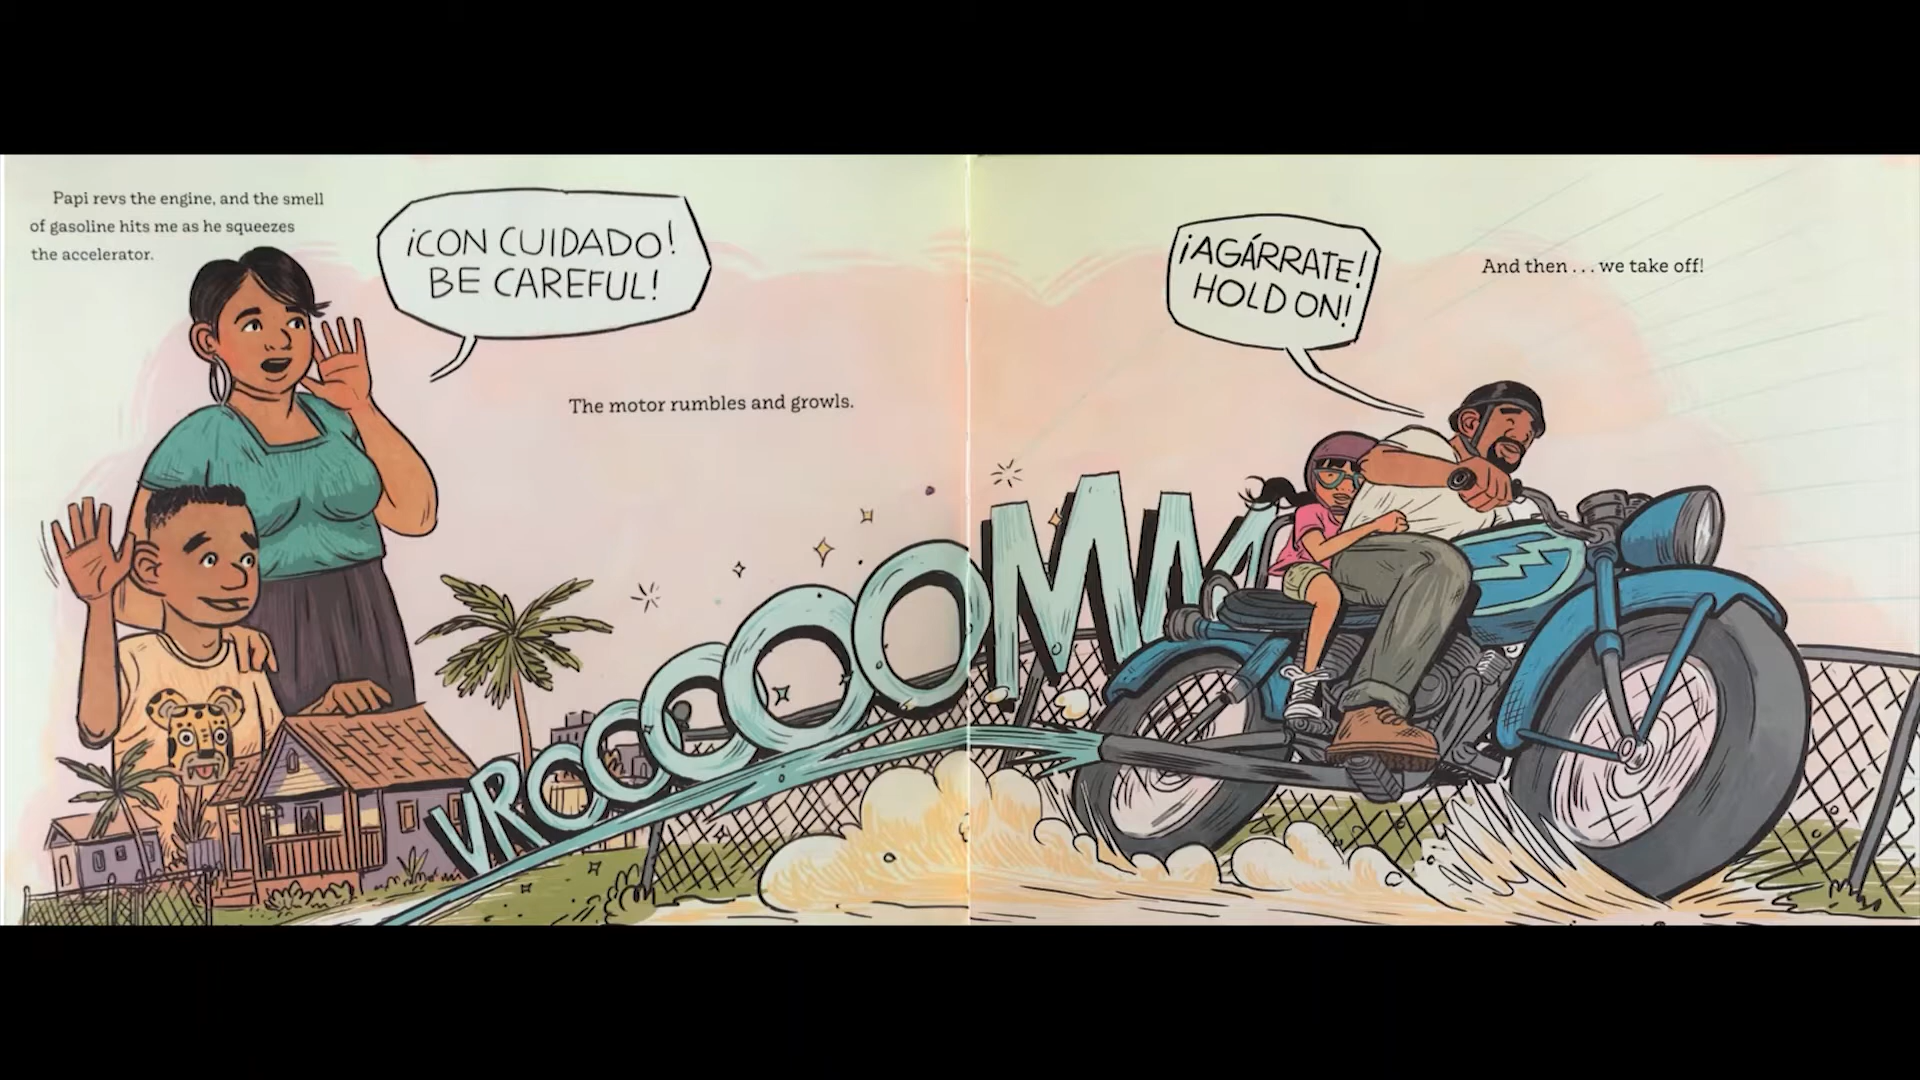 Papi revs the engine, and the smell
of gasoline hits me as he squeezes
the accelerator.
¡CON CUIDADO!
BE CAREFUL!
The motor rumbles and growls.
VROOOOOOMMM
¡AGÁRRATE!
HOLD ON!
And then . . . we take off!